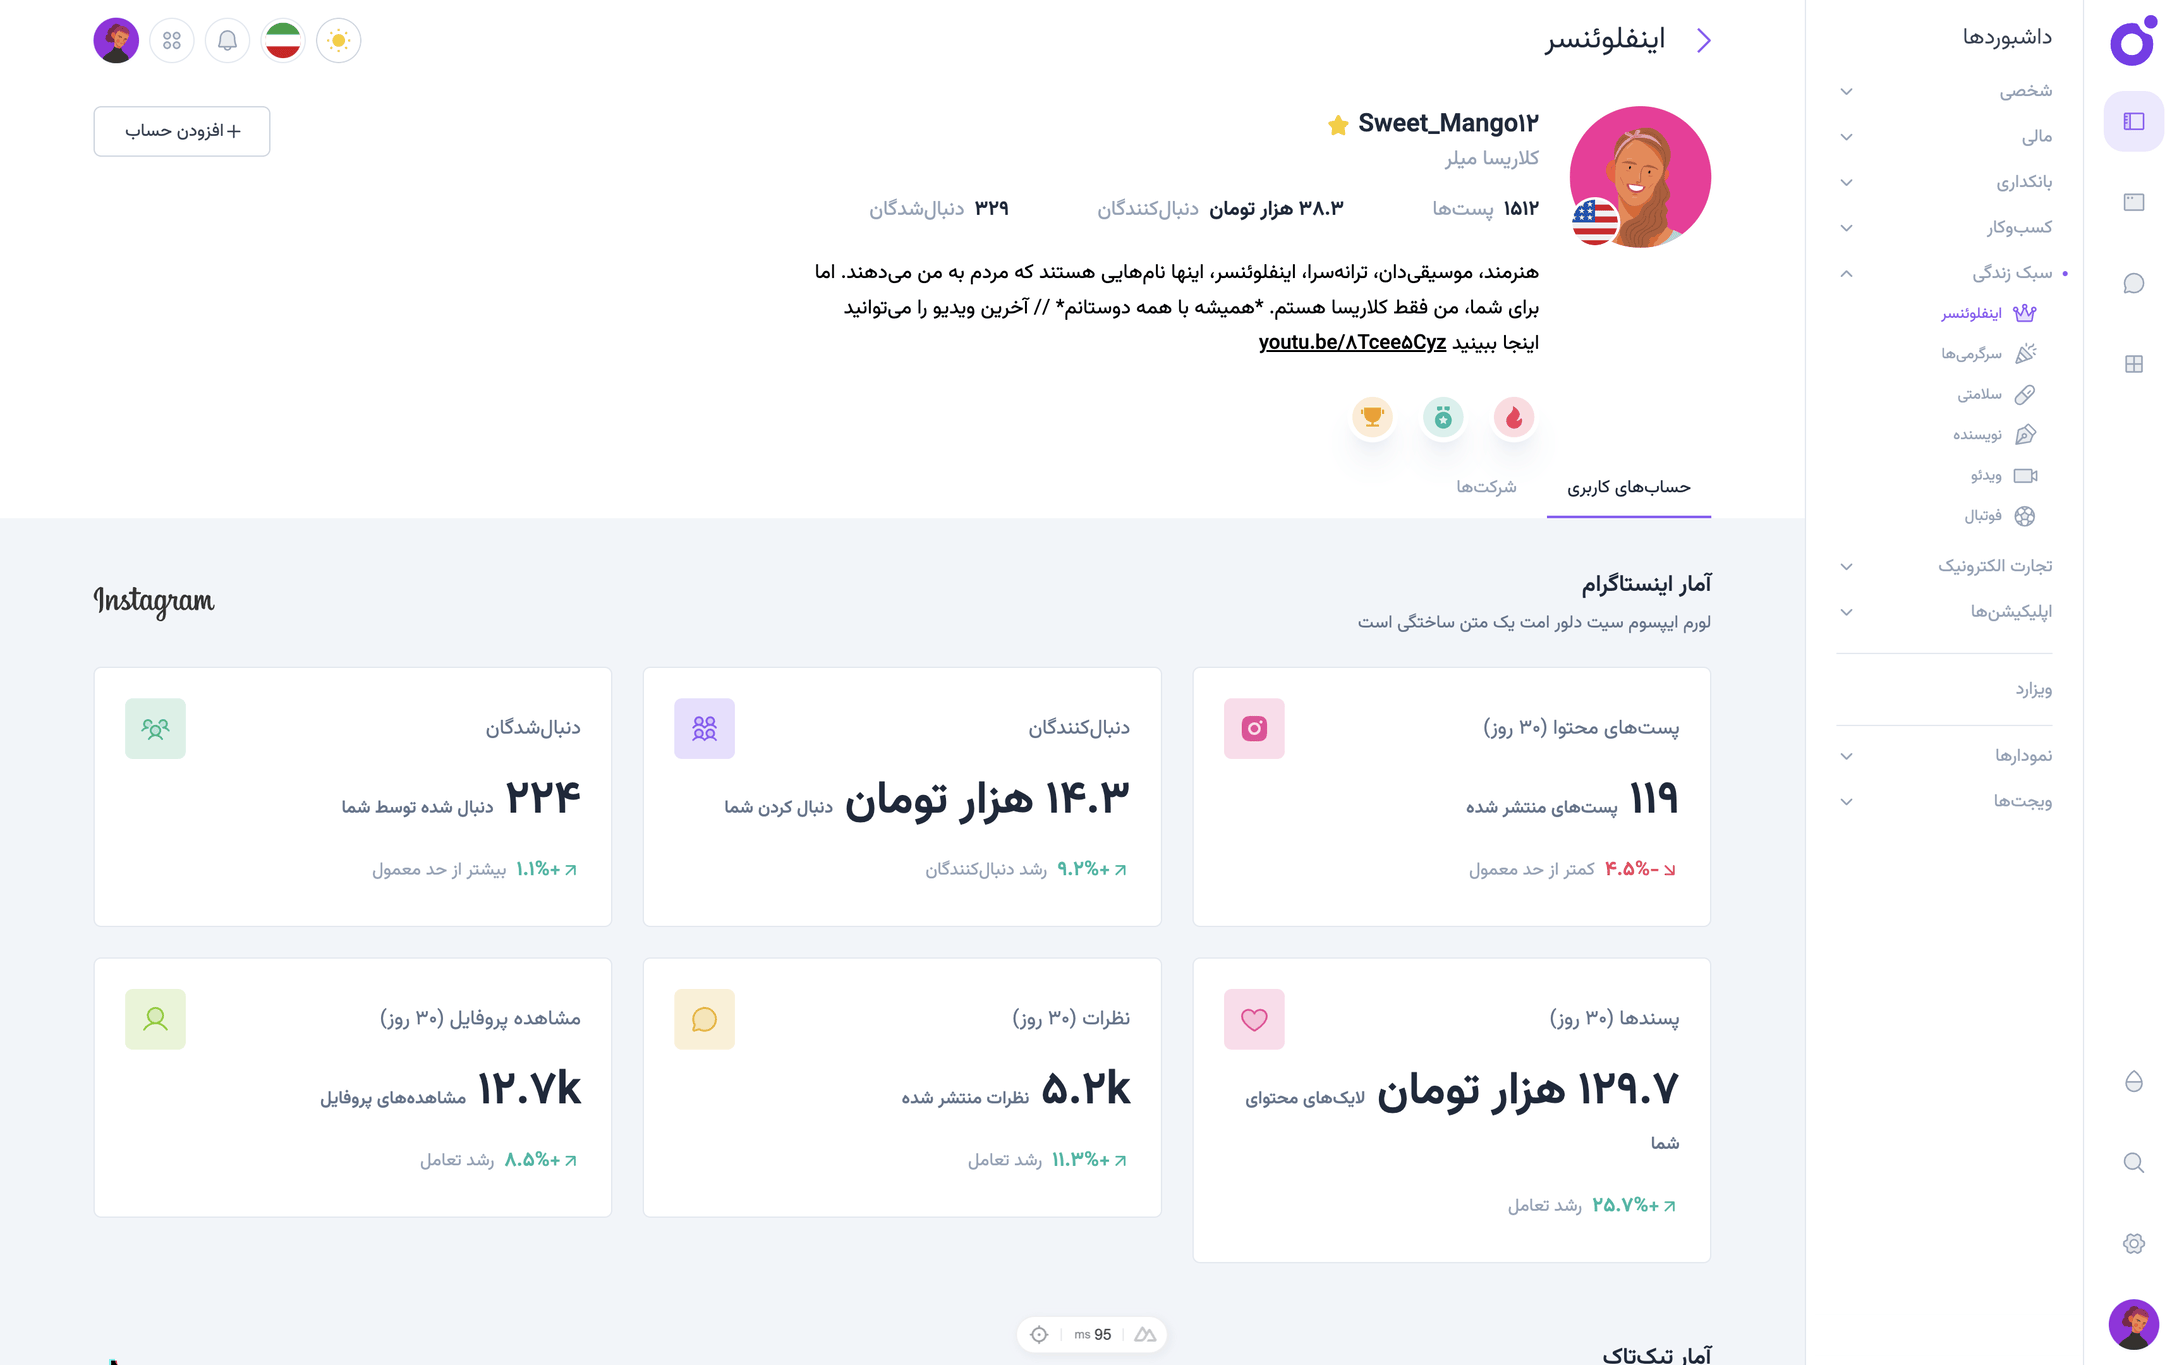 داشبوردها
شخصی
مالی
بانکداری
کسب‌وکار
سبک زندگی
اینفلوئنسر
سرگرمی‌ها
سلامتی
نویسنده
ویدئو
فوتبال
تجارت الکترونیک
اپلیکیشن‌ها
ویزارد
نمودارها
ویجت‌ها
اینفلوئنسر
افزودن حساب
Sweet_Mango۱۲
کلاریسا میلر
۱۵۱۲ پست‌ها
۳۸.۳ هزار تومان دنبال‌کنندگان
۳۲۹ دنبال‌شدگان
هنرمند، موسیقی‌دان، ترانه‌سرا، اینفلوئنسر، اینها نام‌هایی هستند که مردم به من می‌دهند. اما
برای شما، من فقط کلاریسا هستم. *همیشه با همه دوستانم* // آخرین ویدیو را می‌توانید
اینجا ببینید youtu.be/۸Tcee۵Cyz
حساب‌های کاربری
شرکت‌ها
آمار اینستاگرام
لورم ایپسوم سیت دلور امت یک متن ساختگی است
Instagram
پست‌های محتوا (۳۰ روز)
۱۱۹ پست‌های منتشر شده
۴.۵%- کمتر از حد معمول
دنبال‌کنندگان
۱۴.۳ هزار تومان دنبال کردن شما
۹.۲%+ رشد دنبال‌کنندگان
دنبال‌شدگان
۲۲۴ دنبال شده توسط شما
۱.۱%+ بیشتر از حد معمول
پسندها (۳۰ روز)
۱۲۹.۷ هزار تومان لایک‌های محتوای
شما
۲۵.۷%+ رشد تعامل
نظرات (۳۰ روز)
۵.۲k نظرات منتشر شده
۱۱.۳%+ رشد تعامل
مشاهده پروفایل (۳۰ روز)
۱۲.۷k مشاهده‌های پروفایل
۸.۵%+ رشد تعامل
95 ms
آمار تیک‌تاک